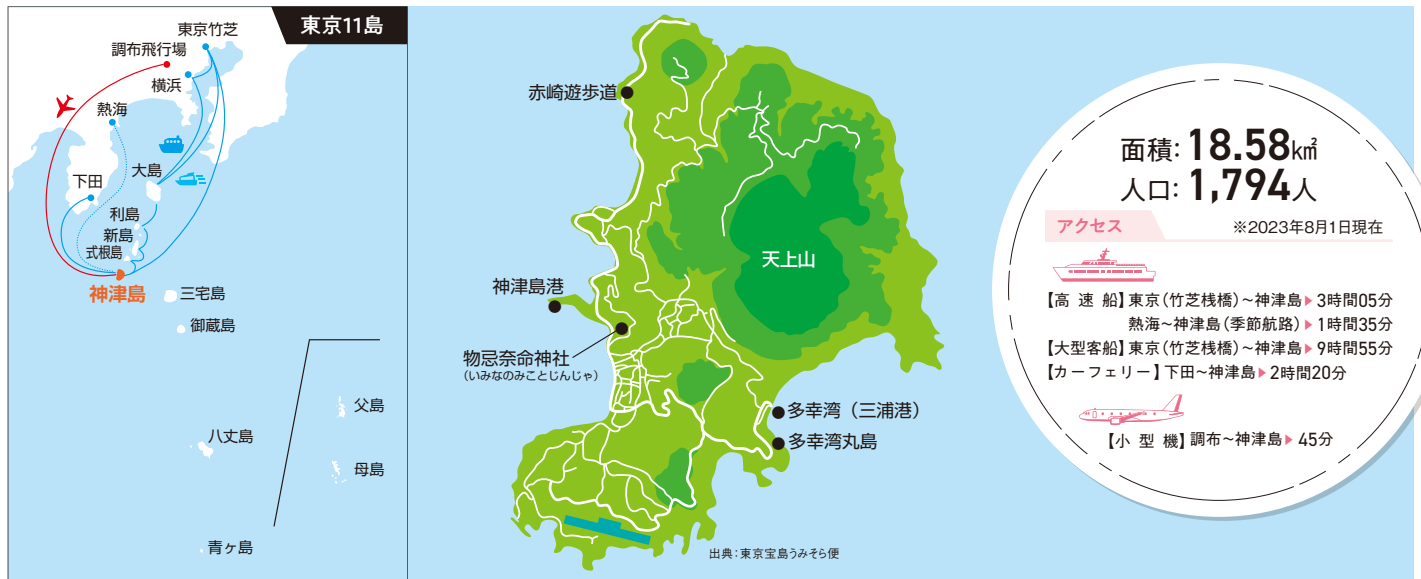 東京11島
東京竹芝
調布飛行場
横浜
熱海
大島
下田
利島
新島
式根島
神津島
三宅島
御蔵島
父島
八丈島
母島
青ヶ島
赤崎遊歩道
天上山
神津島港
物忌奈命神社
(いみなのみことじんじゃ)
多幸湾（三浦港）
多幸湾丸島
出典：東京宝島うみそら便
面積：18.58㎢
人口：1,794人
アクセス
※2023年8月1日現在
【高速船】東京(竹芝桟橋)～神津島▶3時間05分
熱海～神津島(季節航路)▶1時間35分
【大型客船】東京(竹芝桟橋)～神津島▶9時間55分
【カーフェリー】下田～神津島▶2時間20分
【小型機】調布～神津島▶45分